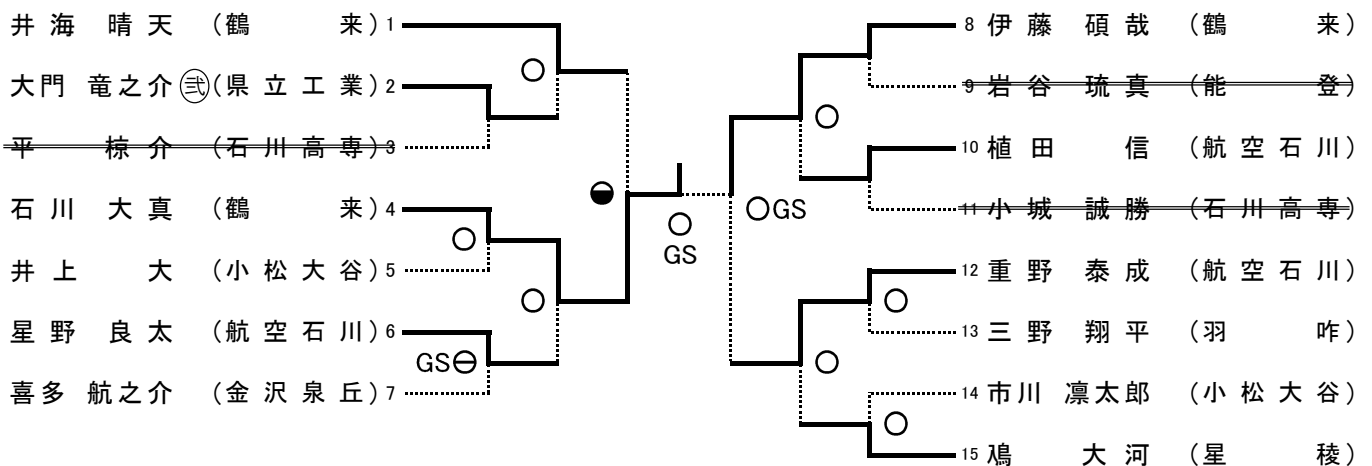 井海 晴天 (鶴 来) 1
大門 竜之介 弐 (県立工業) 2
平 椋介 (石川高専) 3
石川 大真 (鶴 来) 4
井上 大 (小松大谷) 5
星野 良太 (航空石川) 6
GS
喜多 航之介 (金沢泉丘) 7
GS
GS
8 伊藤 碩哉 (鶴 来)
9 岩谷 琉真 (能 登)
10 植田 信 (航空石川)
11 小城 誠勝 (石川高専)
12 重野 泰成 (航空石川)
13 三野 翔平 (羽 咋)
14 市川 凛太郎 (小松大谷)
15 鳰 大河 (星 稜)